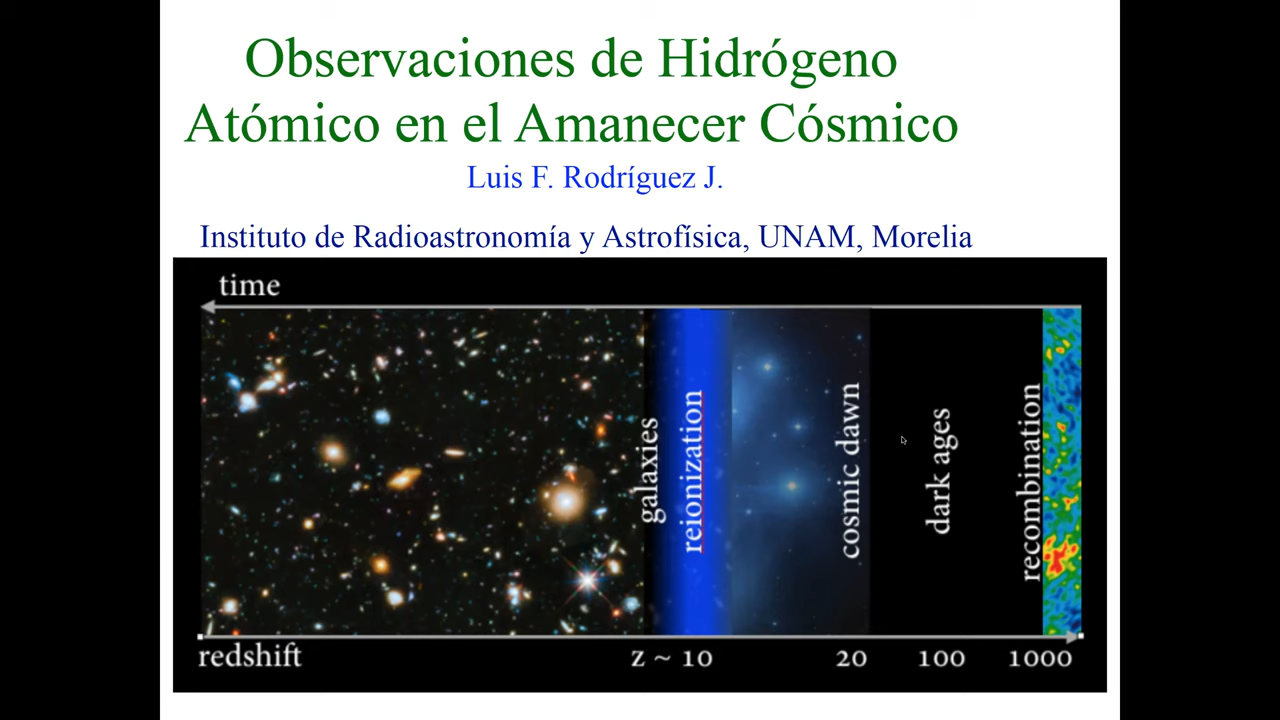 Observaciones de Hidrógeno
Atómico en el Amanecer Cósmico
Luis F. Rodríguez J.
Instituto de Radioastronomía y Astrofísica, UNAM, Morelia
time
galaxies
reionization
cosmic dawn
dark ages
recombination
redshift
z ~ 10
20
100
1000